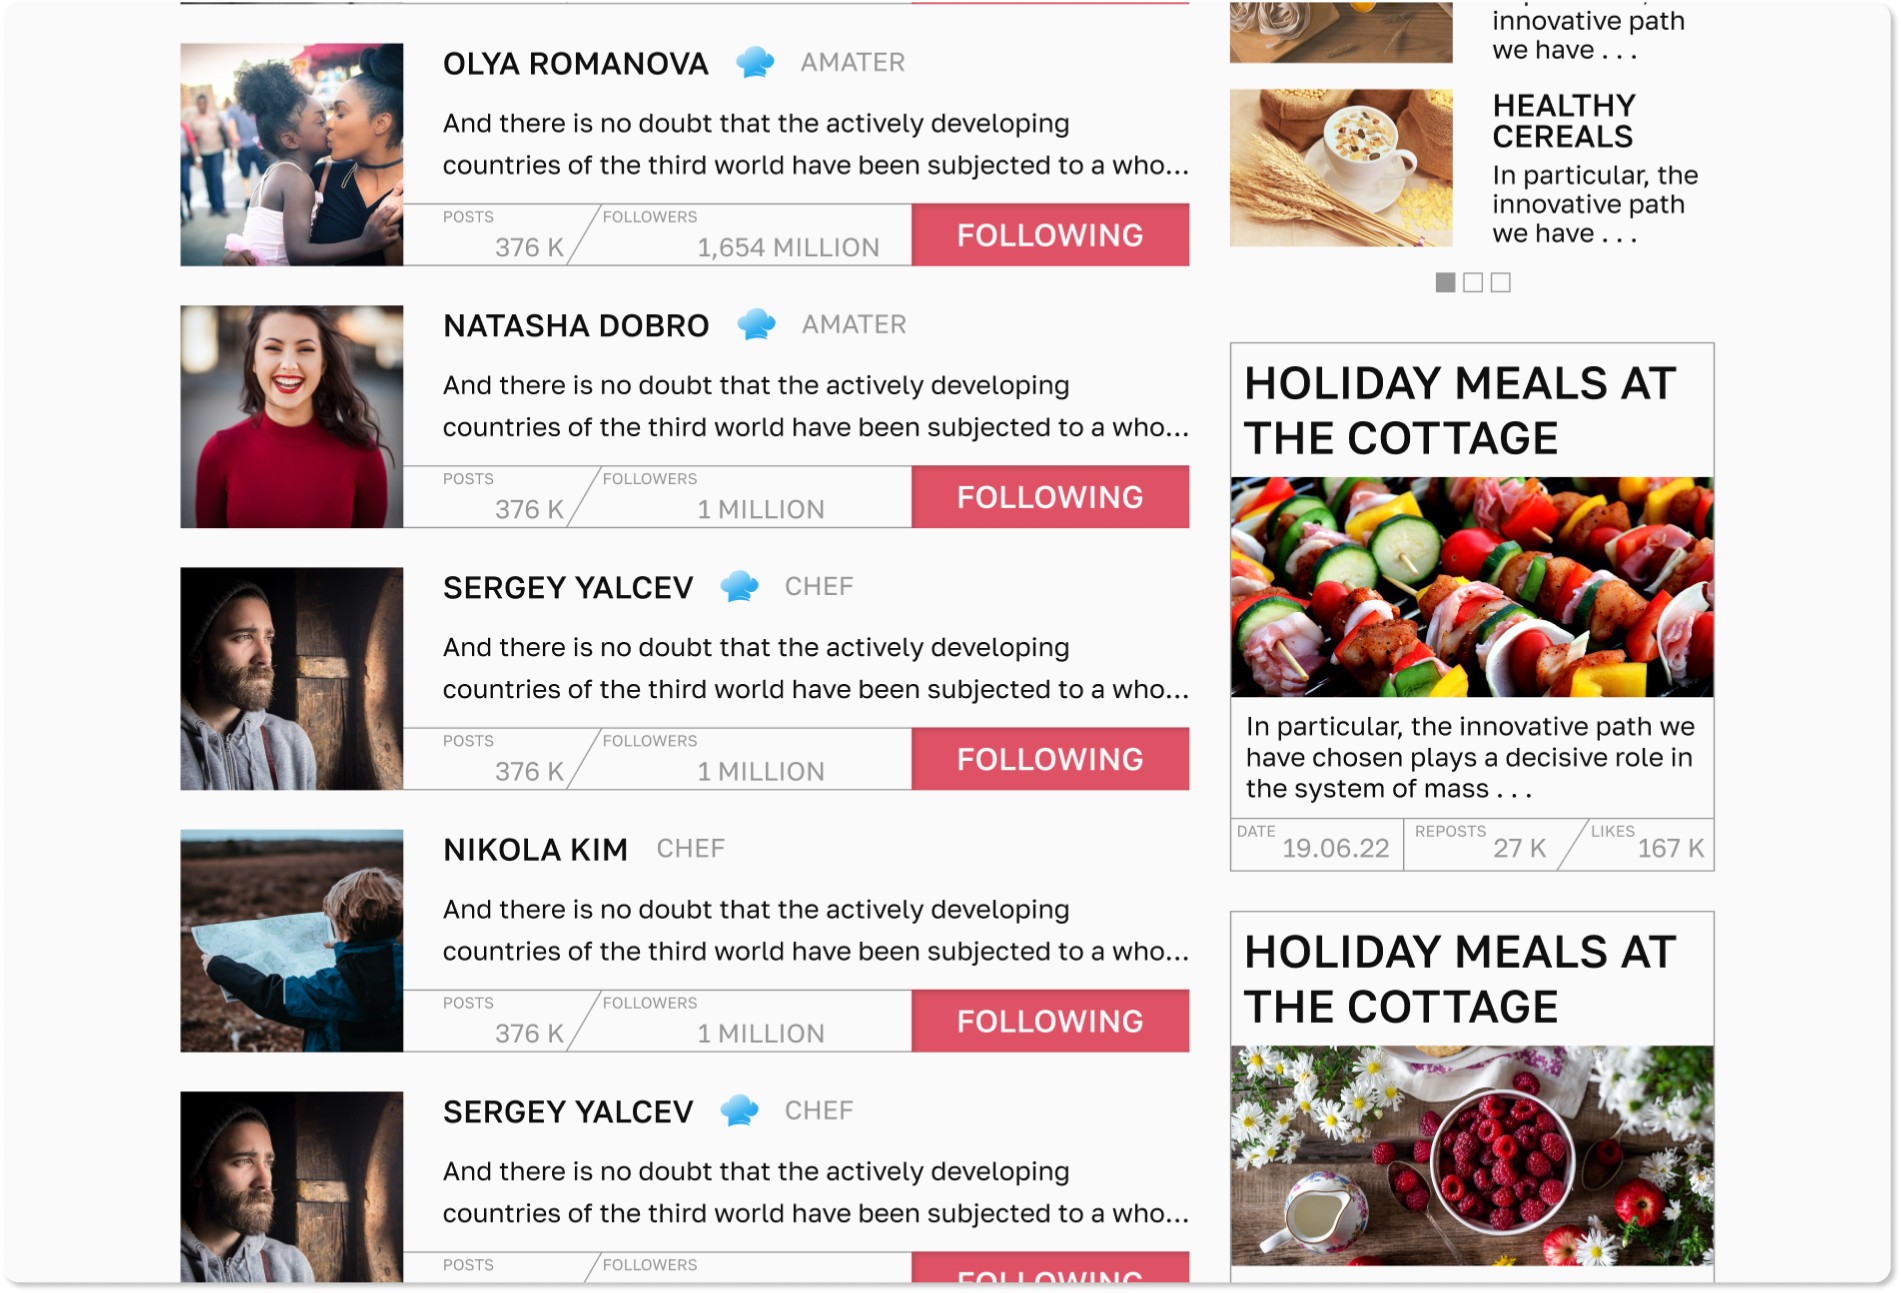 OLYA ROMANOVA AMATER
And there is no doubt that the actively developing
countries of the third world have been subjected to a who...
POSTS
376 K
FOLLOWERS
1,654 MILLION
FOLLOWING
NATASHA DOBRO AMATER
And there is no doubt that the actively developing
countries of the third world have been subjected to a who...
POSTS
376 K
FOLLOWERS
1 MILLION
FOLLOWING
SERGEY YALCEV CHEF
And there is no doubt that the actively developing
countries of the third world have been subjected to a who...
POSTS
376 K
FOLLOWERS
1 MILLION
FOLLOWING
NIKOLA KIM CHEF
And there is no doubt that the actively developing
countries of the third world have been subjected to a who...
POSTS
376 K
FOLLOWERS
1 MILLION
FOLLOWING
SERGEY YALCEV CHEF
And there is no doubt that the actively developing
countries of the third world have been subjected to a who...
POSTS
FOLLOWERS
FOLLOWING
innovative path
we have . . .
HEALTHY
CEREALS
In particular, the
innovative path
we have . . .
HOLIDAY MEALS AT
THE COTTAGE
In particular, the innovative path we
have chosen plays a decisive role in
the system of mass . . .
DATE
19.06.22
REPOSTS
27 K
LIKES
167 K
HOLIDAY MEALS AT
THE COTTAGE